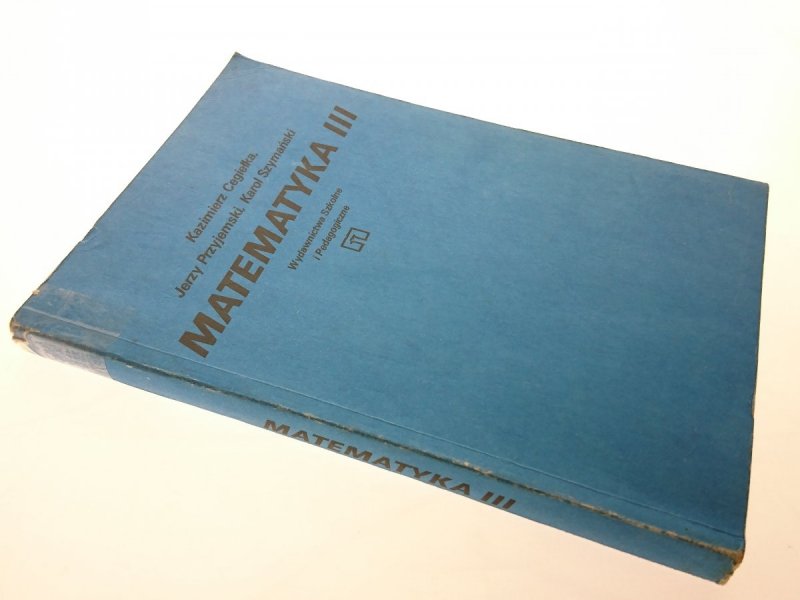 Kazimierz Cegiełka,
Jerzy Przyjemski, Karol Szymański
MATEMATYKA III
Wydawnictwa Szkolne
i Pedagogiczne
MATEMATYKA III